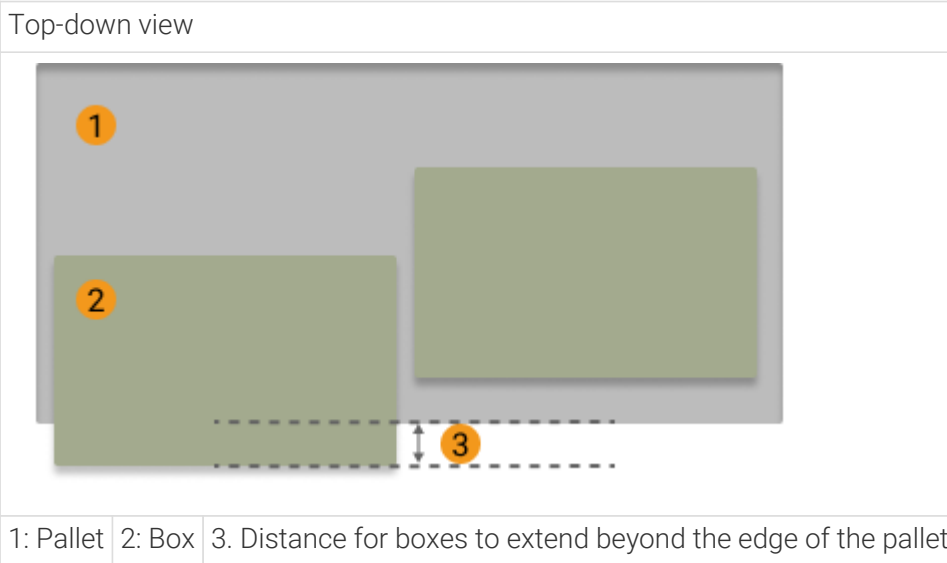 Top-down view
1
2
3
1: Pallet 2: Box 3. Distance for boxes to extend beyond the edge of the pallet